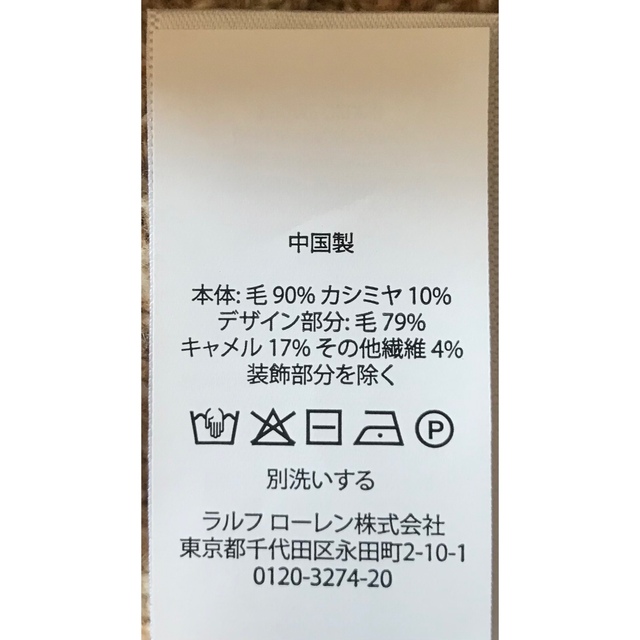 中国製
本体: 毛 90% カシミヤ 10%
デザイン部分: 毛 79%
キャメル 17% その他繊維 4%
装飾部分を除く
P
別洗いする
ラルフ ローレン株式会社
東京都千代田区永田町2-10-1
0120-3274-20